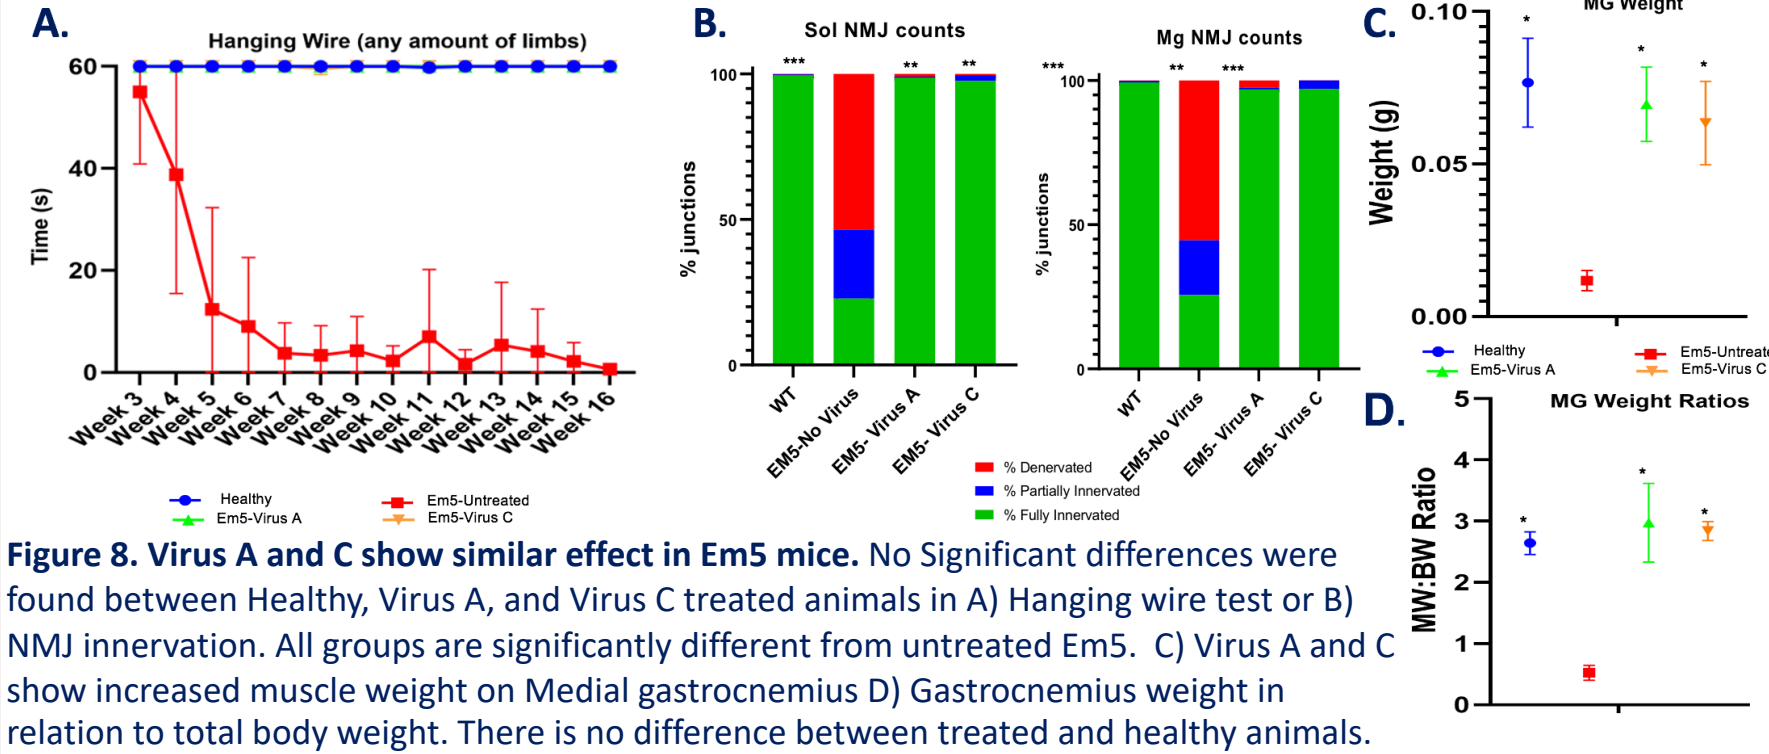 A.
Hanging Wire (any amount of limbs)
Time (s)
60
40
20
0
Week 3
Week 4
Week 5
Week 6
Week 7
Week 8
Week 9
Week 10
Week 11
Week 12
Week 13
Week 14
Week 15
Week 16
Healthy
Em5-Untreated
Em5-Virus A
Em5-Virus C
B.
Sol NMJ counts
% junctions
100
50
0
***
**
**
WT
EM5-No Virus
EM5- Virus A
EM5- Virus C
Mg NMJ counts
% junctions
100
50
0
***
**
***
WT
EM5-No Virus
EM5- Virus A
EM5- Virus C
% Denervated
% Partially Innervated
% Fully Innervated
C.
MG Weight
Weight (g)
0.10
0.05
0.00
*
*
*
Healthy
Em5-Untreate
Em5-Virus A
Em5-Virus C
D.
MG Weight Ratios
MW:BW Ratio
5
4
3
2
1
0
*
*
*
Figure 8. Virus A and C show similar effect in Em5 mice. No Significant differences were
found between Healthy, Virus A, and Virus C treated animals in A) Hanging wire test or B)
NMJ innervation. All groups are significantly different from untreated Em5. C) Virus A and C
show increased muscle weight on Medial gastrocnemius D) Gastrocnemius weight in
relation to total body weight. There is no difference between treated and healthy animals.